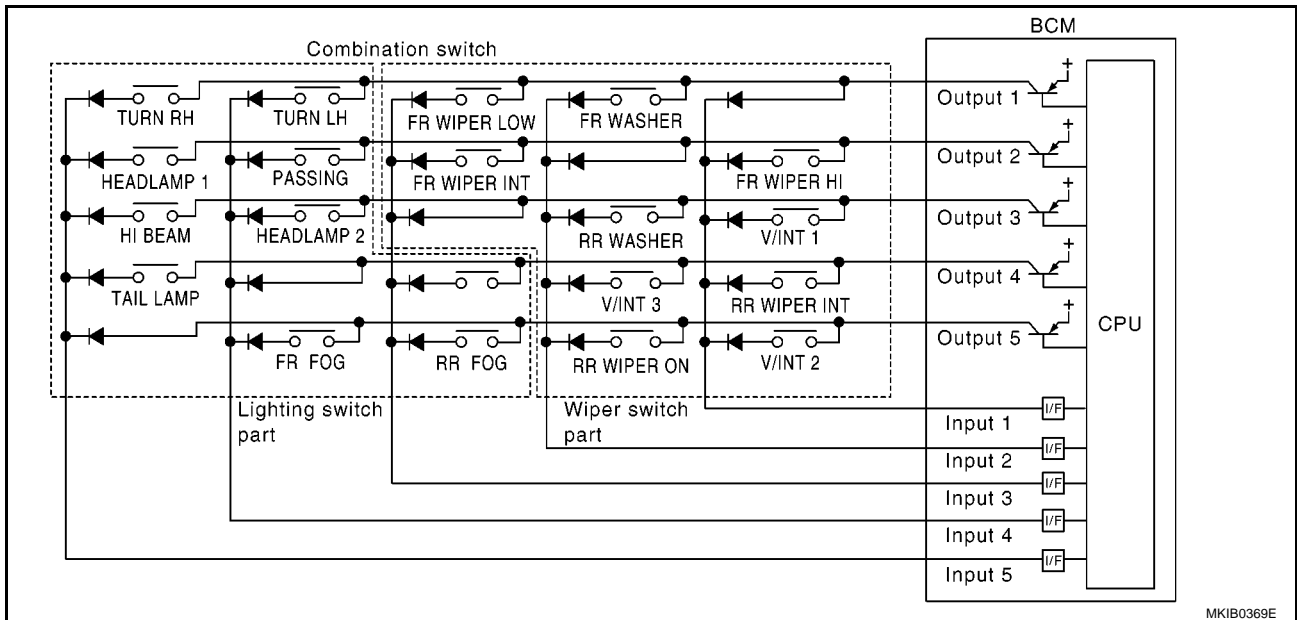 BCM
Combination switch
Output 1
TURN RH
TURN LH
FR WIPER LOW
FR WASHER
Output 2
HEADLAMP 1
PASSING
FR WIPER INT
FR WIPER HI
Output 3
HI BEAM
HEADLAMP 2
RR WASHER
V/INT 1
Output 4
TAIL LAMP
V/INT 3
RR WIPER INT
CPU
Output 5
FR FOG
RR FOG
RR WIPER ON
V/INT 2
Lighting switch
part
Wiper switch
part
I/F
Input 1
I/F
Input 2
I/F
Input 3
I/F
Input 4
I/F
Input 5
+
+
+
+
+
MKIB0369E